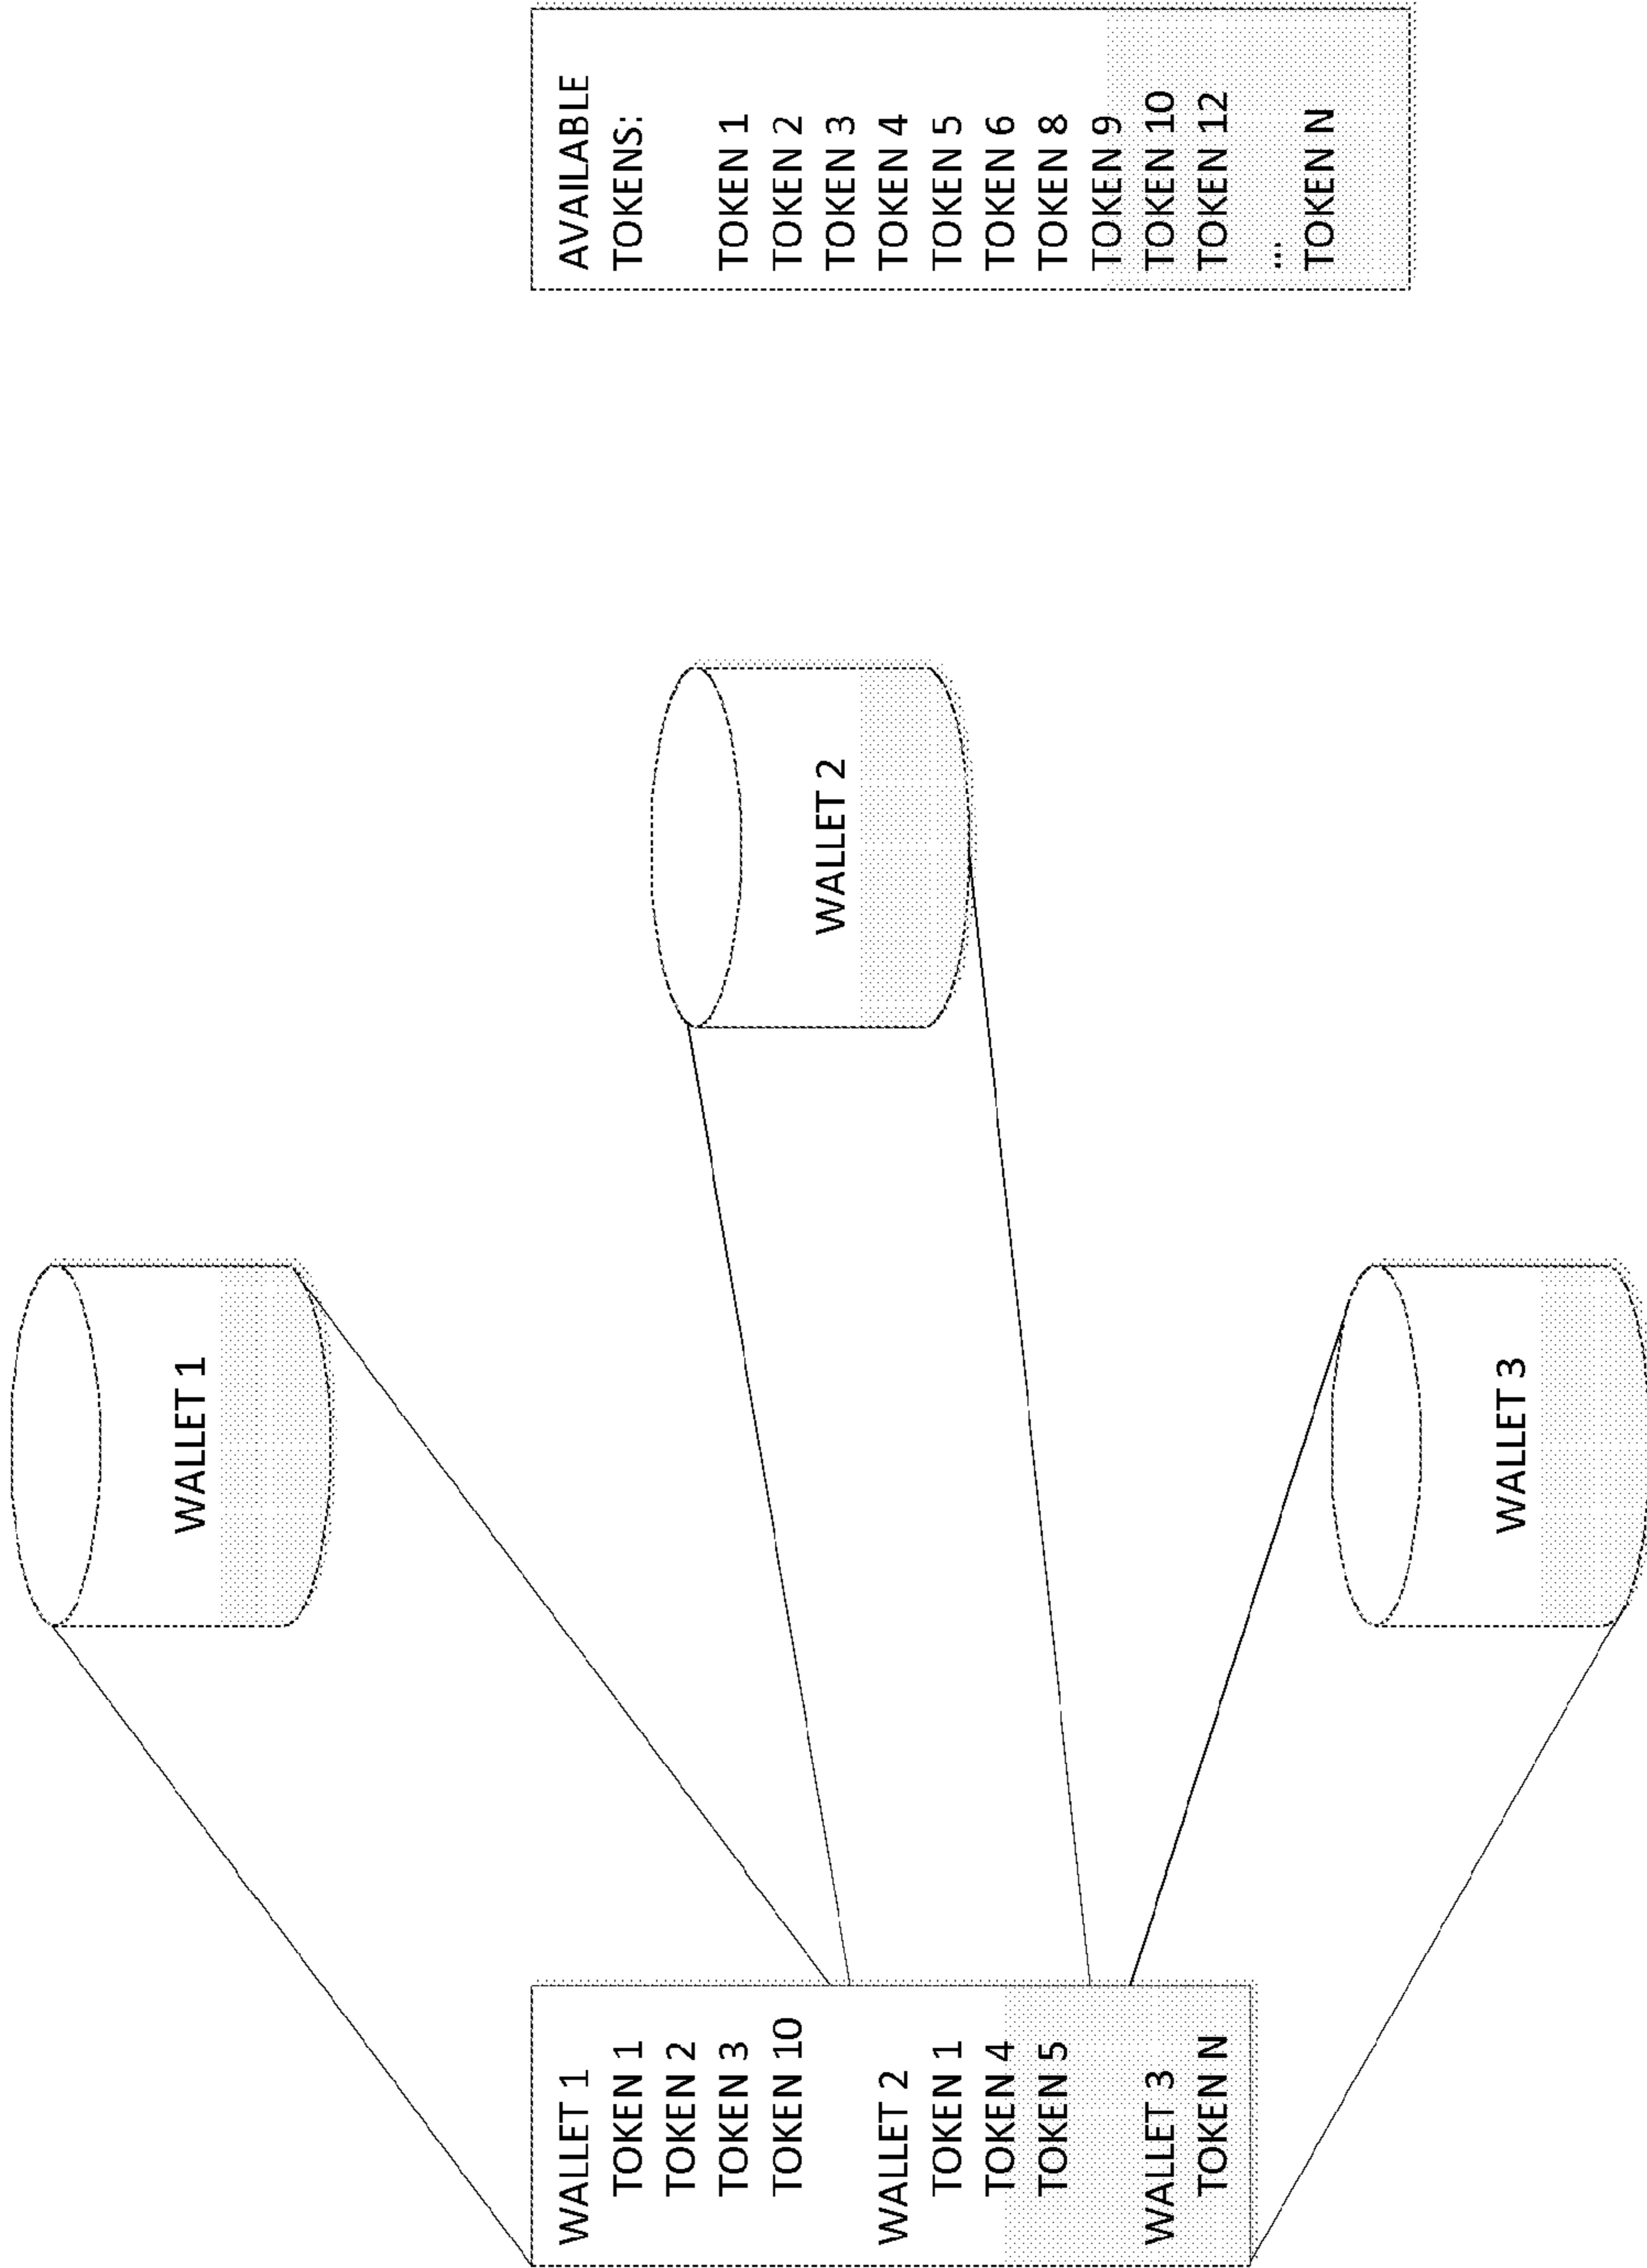 WALLET 1
TOKEN 1
TOKEN 2
TOKEN 3
TOKEN 10
WALLET 2
TOKEN 1
TOKEN 4
TOKEN 5
WALLET 3
TOKEN N
WALLET 1
WALLET 2
WALLET 3
AVAILABLE
TOKENS:
TOKEN 1
TOKEN 2
TOKEN 3
TOKEN 4
TOKEN 5
TOKEN 6
TOKEN 8
TOKEN 9
TOKEN 10
TOKEN 12
...
TOKEN N